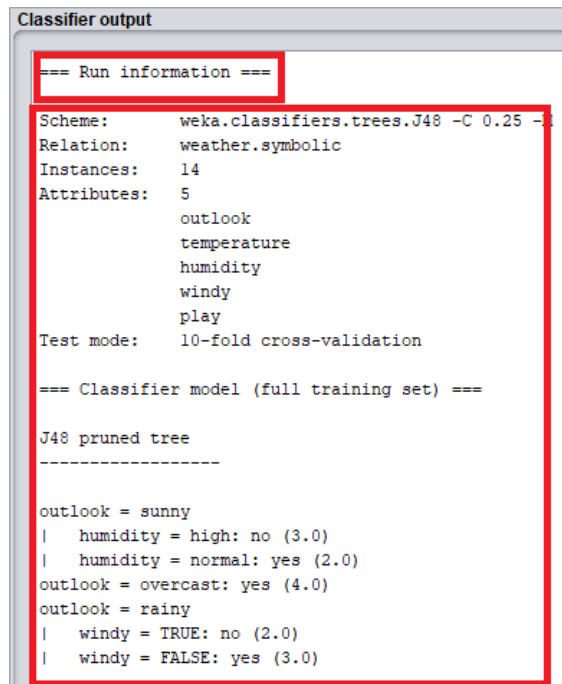 Classifier output
=== Run information ===
Scheme: weka.classifiers.trees.J48 -C 0.25 -M
Relation: weather.symbolic
Instances: 14
Attributes: 5
outlook
temperature
humidity
windy
play
Test mode: 10-fold cross-validation
=== Classifier model (full training set) ===
J48 pruned tree
------------------
outlook = sunny
|   humidity = high: no (3.0)
|   humidity = normal: yes (2.0)
outlook = overcast: yes (4.0)
outlook = rainy
|   windy = TRUE: no (2.0)
|   windy = FALSE: yes (3.0)